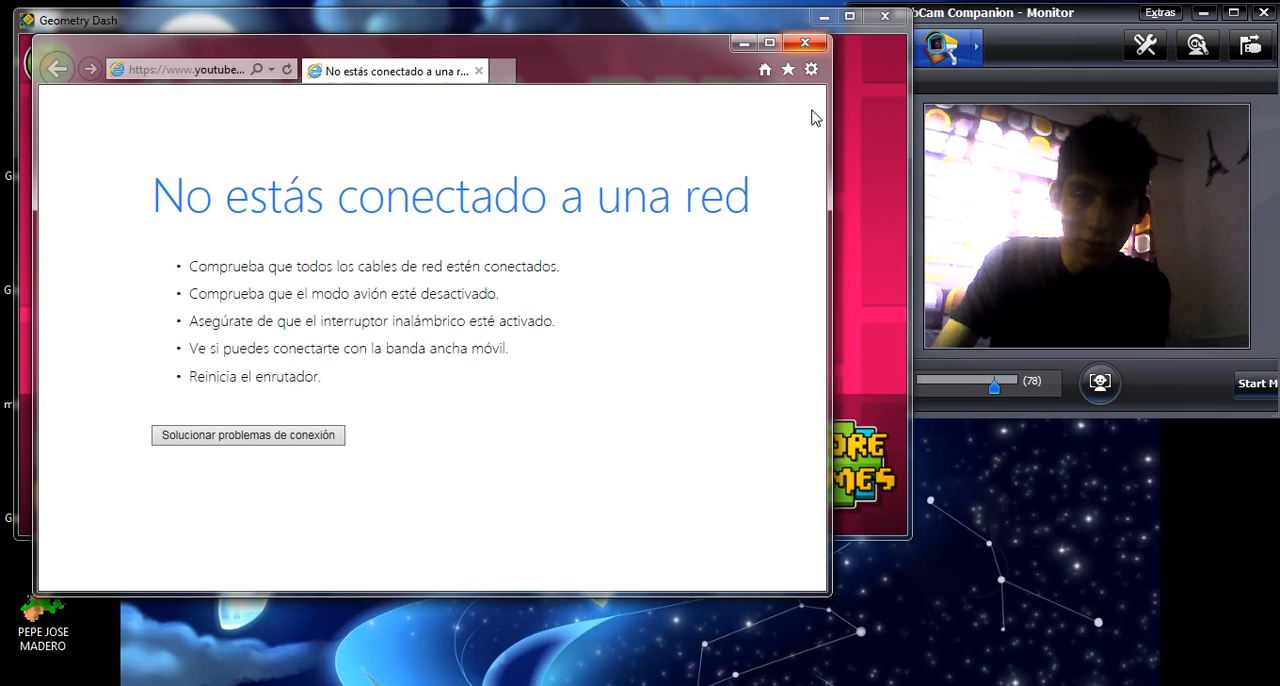 Geometry Dash
Cam Companion - Monitor
Extras
https://www.youtube...
No estás conectado a una r...
No estás conectado a una red
• Comprueba que todos los cables de red estén conectados.
• Comprueba que el modo avión esté desactivado.
• Asegúrate de que el interruptor inalámbrico esté activado.
• Ve si puedes conectarte con la banda ancha móvil.
• Reinicia el enrutador.
Solucionar problemas de conexión
(78)
Start M
ORE
MES
G
G
m
G
PEPE JOSE
MADERO